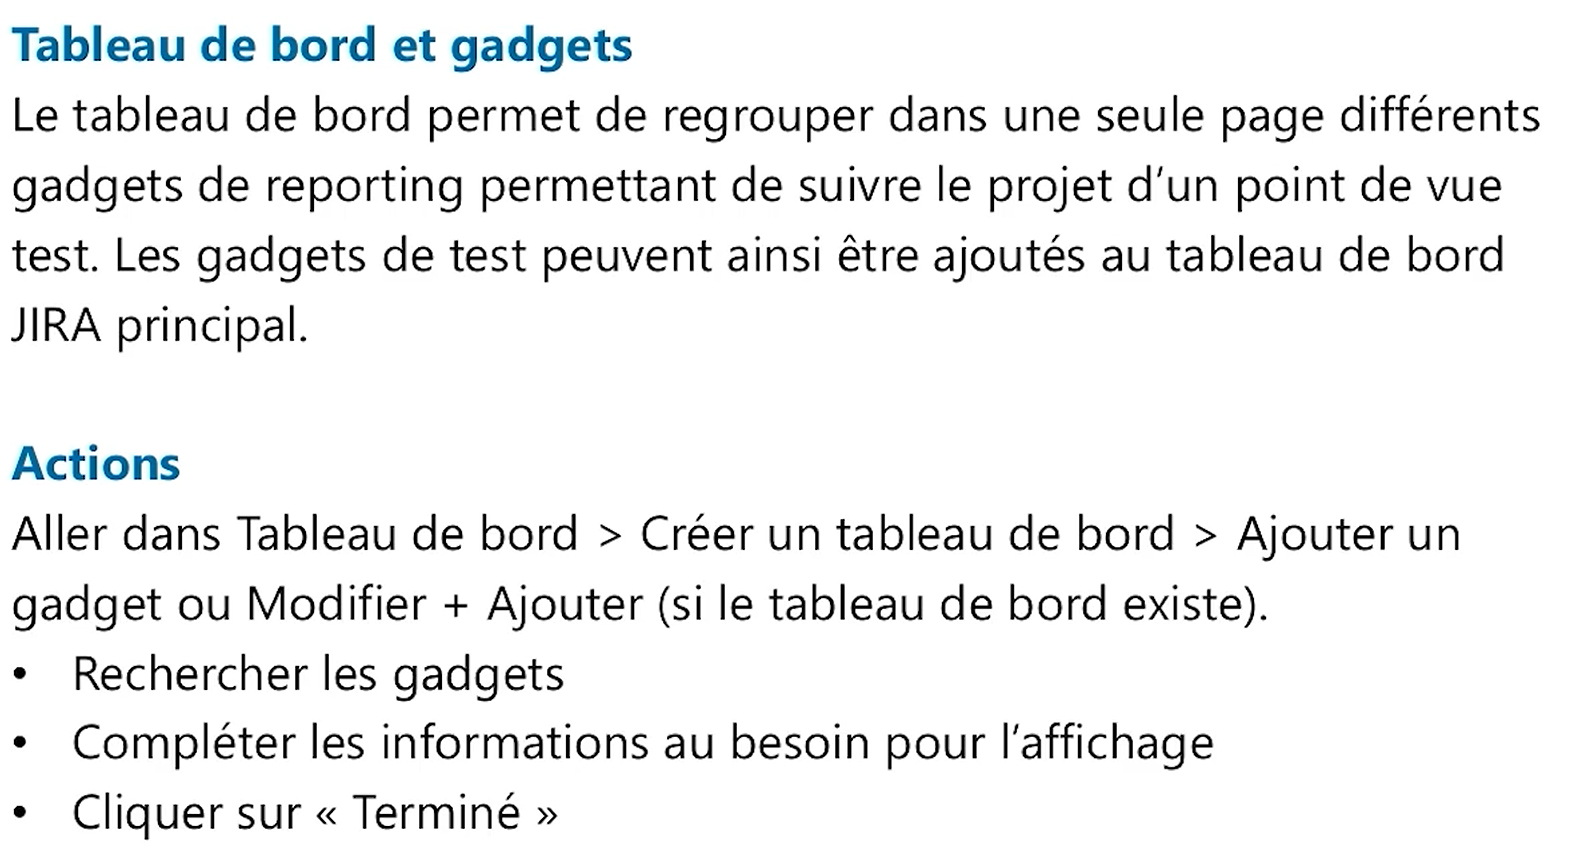 Tableau de bord et gadgets
Le tableau de bord permet de regrouper dans une seule page différents
gadgets de reporting permettant de suivre le projet d’un point de vue
test. Les gadgets de test peuvent ainsi être ajoutés au tableau de bord
JIRA principal.
Actions
Aller dans Tableau de bord > Créer un tableau de bord > Ajouter un
gadget ou Modifier + Ajouter (si le tableau de bord existe).
• Rechercher les gadgets
• Compléter les informations au besoin pour l’affichage
• Cliquer sur « Terminé »